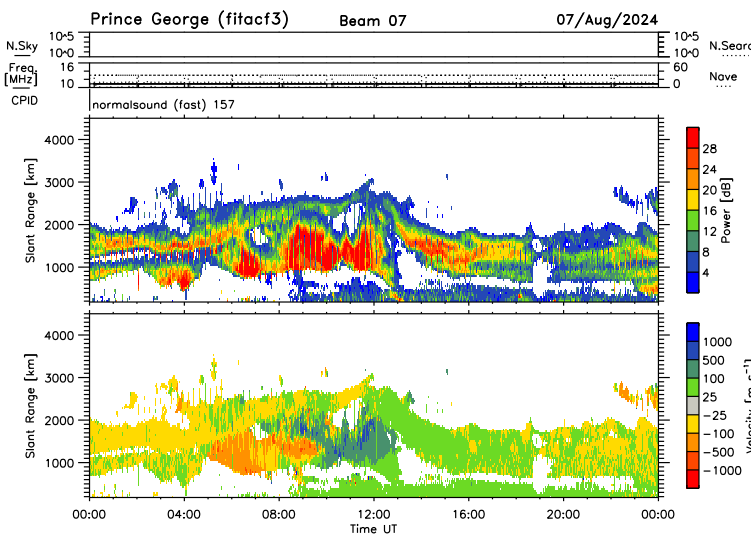 Prince George (fitacf3) Beam 07 07/Aug/2024
N.Sky 10^5 10^0 10^5 10^0 N.Sear
Freq [MHz] 16 10 60 0 Nave
CPID normalsound (fast) 157
Slant Range [km] 4000 3000 2000 1000
28 24 20 16 12 8 4 Power [dB]
Slant Range [km] 4000 3000 2000 1000
1000 500 100 25 -25 -100 -500 -1000 Velocity [m s⁻¹]
00:00 04:00 08:00 12:00 16:00 20:00 00:00
Time UT